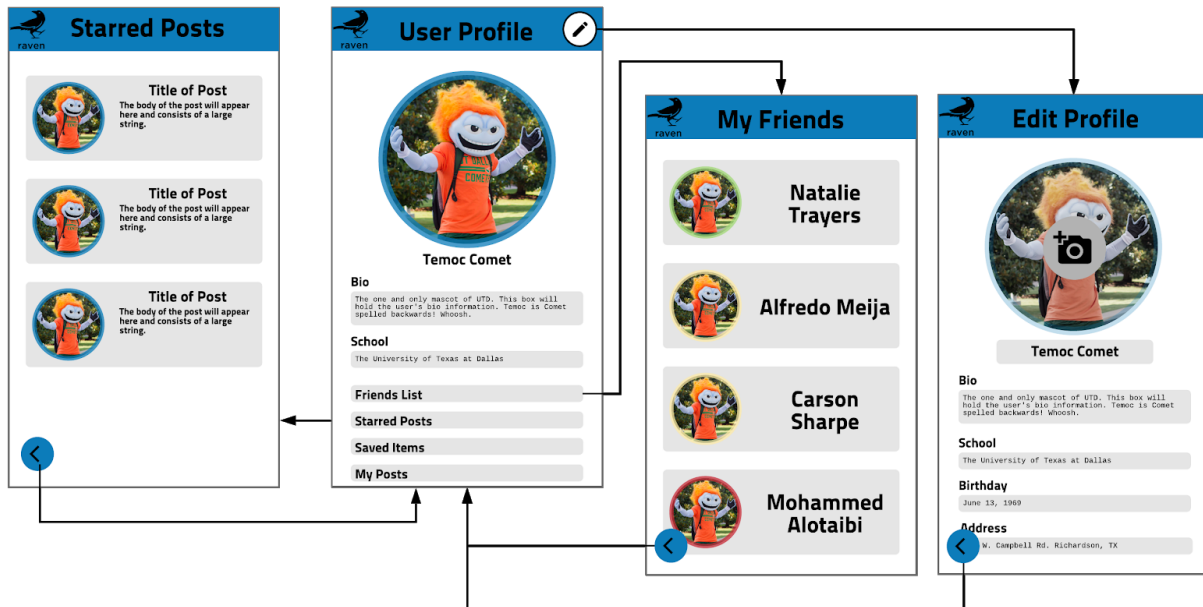 raven
Starred Posts
Title of Post
The body of the post will appear
here and consists of a large
string.
Title of Post
The body of the post will appear
here and consists of a large
string.
Title of Post
The body of the post will appear
here and consists of a large
string.
raven
User Profile
Temoc Comet
Bio
The one and only mascot of UTD. This box will
hold the user's bio information. Temoc is Comet
spelled backwards! Whoosh.
School
The University of Texas at Dallas
Friends List
Starred Posts
Saved Items
My Posts
raven
My Friends
Natalie
Trayers
Alfredo Meija
Carson
Sharpe
Mohammed
Alotaibi
raven
Edit Profile
Temoc Comet
Bio
The one and only mascot of UTD. This box will
hold the user's bio information. Temoc is Comet
spelled backwards! Whoosh.
School
The University of Texas at Dallas
Birthday
June 13, 1969
Address
W. Campbell Rd. Richardson, TX